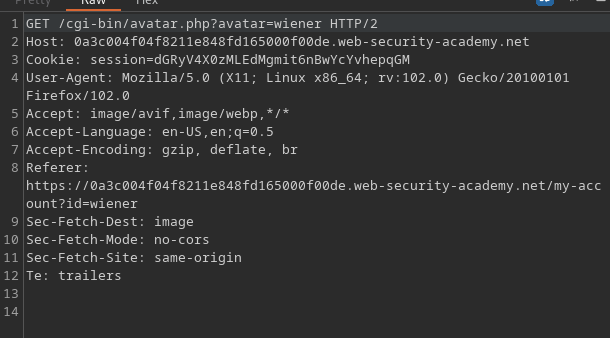 Pretty Raw Hex
1 GET /cgi-bin/avatar.php?avatar=wiener HTTP/2
2 Host: 0a3c004f04f8211e848fd165000f00de.web-security-academy.net
3 Cookie: session=dGRyV4X0zMLEdMgmit6nBwYcYvhepqGM
4 User-Agent: Mozilla/5.0 (X11; Linux x86_64; rv:102.0) Gecko/20100101
Firefox/102.0
5 Accept: image/avif,image/webp,*/*
6 Accept-Language: en-US,en;q=0.5
7 Accept-Encoding: gzip, deflate, br
8 Referer:
https://0a3c004f04f8211e848fd165000f00de.web-security-academy.net/my-acc
ount?id=wiener
9 Sec-Fetch-Dest: image
10 Sec-Fetch-Mode: no-cors
11 Sec-Fetch-Site: same-origin
12 Te: trailers
13
14